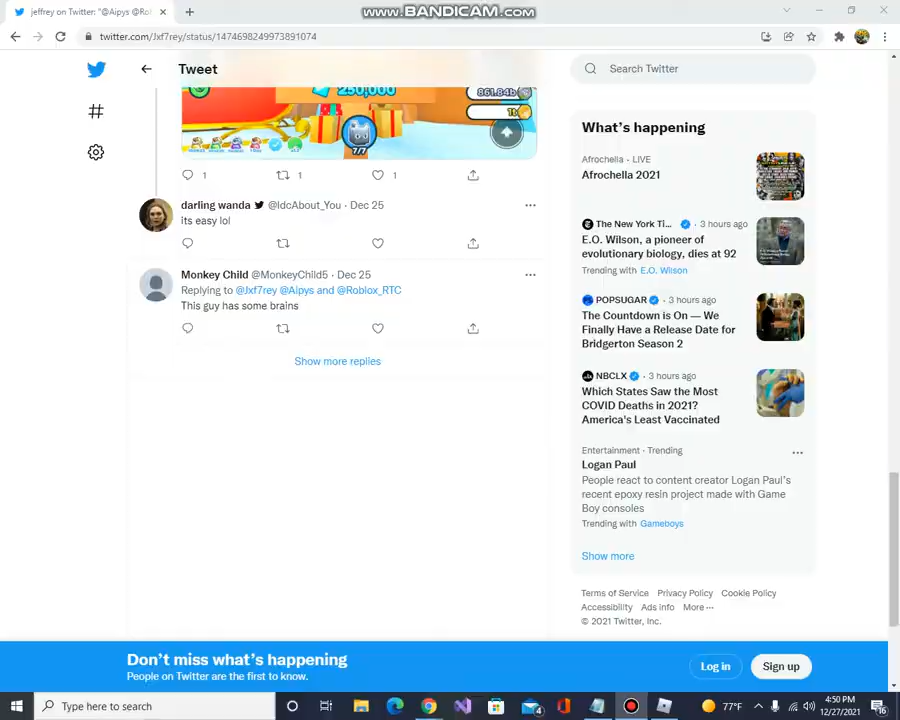 jeffrey on Twitter: "@Aipys @Ro
www.BANDICAM.com
twitter.com/Jxf7rey/status/1474698249973891074
Tweet
Search Twitter
250,000
861.84b
7/7
1 1 1
darling wanda @IdcAbout_You · Dec 25
its easy lol
Monkey Child @MonkeyChild5 · Dec 25
Replying to @Jxf7rey @Aipys and @Roblox_RTC
This guy has some brains
Show more replies
What's happening
Afrochella · LIVE
Afrochella 2021
The New York Ti... · 3 hours ago
E.O. Wilson, a pioneer of
evolutionary biology, dies at 92
Trending with E.O. Wilson
POPSUGAR · 3 hours ago
The Countdown is On — We
Finally Have a Release Date for
Bridgerton Season 2
NBCLX · 3 hours ago
Which States Saw the Most
COVID Deaths in 2021?
America's Least Vaccinated
Entertainment · Trending
Logan Paul
People react to content creator Logan Paul's
recent epoxy resin project made with Game
Boy consoles
Trending with Gameboys
Show more
Terms of Service Privacy Policy Cookie Policy
Accessibility Ads info More ···
© 2021 Twitter, Inc.
Don't miss what's happening
People on Twitter are the first to know.
Log in
Sign up
Type here to search
4
77°F
4:50 PM
12/27/2021
16